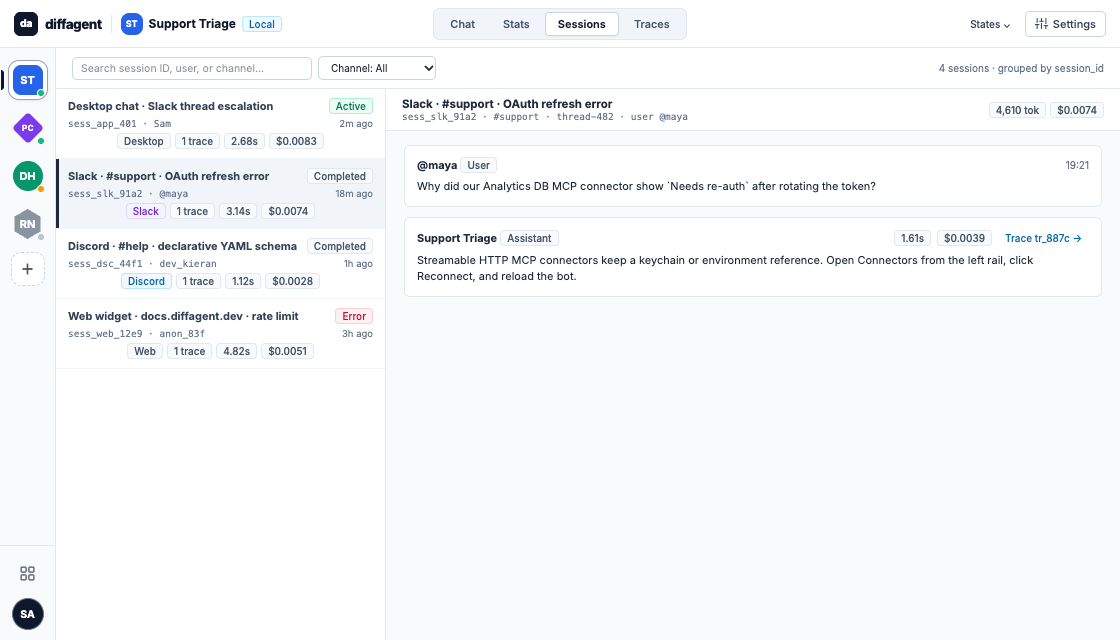 da diffagent ST Support Triage Local Chat Stats Sessions Traces States Settings
ST
PC
DH
RN
+
SA
Search session ID, user, or channel... Channel: All 4 sessions · grouped by session_id
Desktop chat · Slack thread escalation Active
sess_app_401 · Sam 2m ago
Desktop 1 trace 2.68s $0.0083
Slack · #support · OAuth refresh error Completed
sess_slk_91a2 · @maya 18m ago
Slack 1 trace 3.14s $0.0074
Discord · #help · declarative YAML schema Completed
sess_dsc_44f1 · dev_kieran 1h ago
Discord 1 trace 1.12s $0.0028
Web widget · docs.diffagent.dev · rate limit Error
sess_web_12e9 · anon_83f 3h ago
Web 1 trace 4.82s $0.0051
Slack · #support · OAuth refresh error
sess_slk_91a2 · #support · thread-482 · user @maya 4,610 tok $0.0074
@maya User 19:21
Why did our Analytics DB MCP connector show `Needs re-auth` after rotating the token?
Support Triage Assistant 1.61s $0.0039 Trace tr_887c →
Streamable HTTP MCP connectors keep a keychain or environment reference. Open Connectors from the left rail, click
Reconnect, and reload the bot.